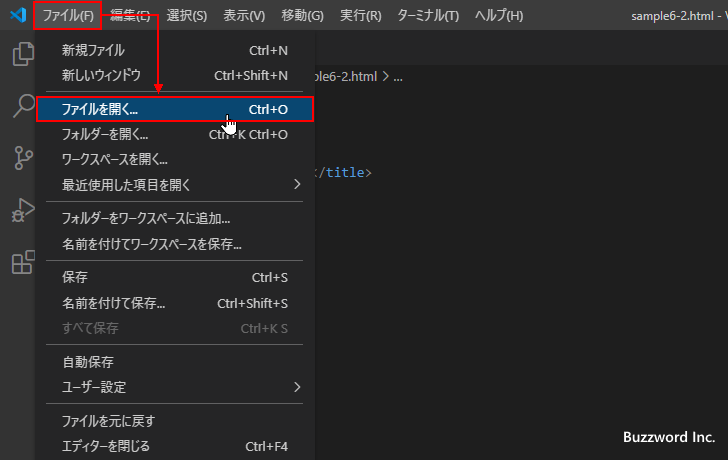 ファイル(F) 編集(E) 選択(S) 表示(V) 移動(G) 実行(R) ターミナル(T) ヘルプ(H) sample6-2.html - V
新規ファイル Ctrl+N
新しいウィンドウ Ctrl+Shift+N
ple6-2.html > ...
ファイルを開く... Ctrl+O
フォルダーを開く... Ctrl+K Ctrl+O
ワークスペースを開く...
</title>
最近使用した項目を開く
フォルダーをワークスペースに追加...
名前を付けてワークスペースを保存...
保存 Ctrl+S
名前を付けて保存... Ctrl+Shift+S
すべて保存 Ctrl+K S
自動保存
ユーザー設定
ファイルを元に戻す
エディターを閉じる Ctrl+F4
Buzzword Inc.